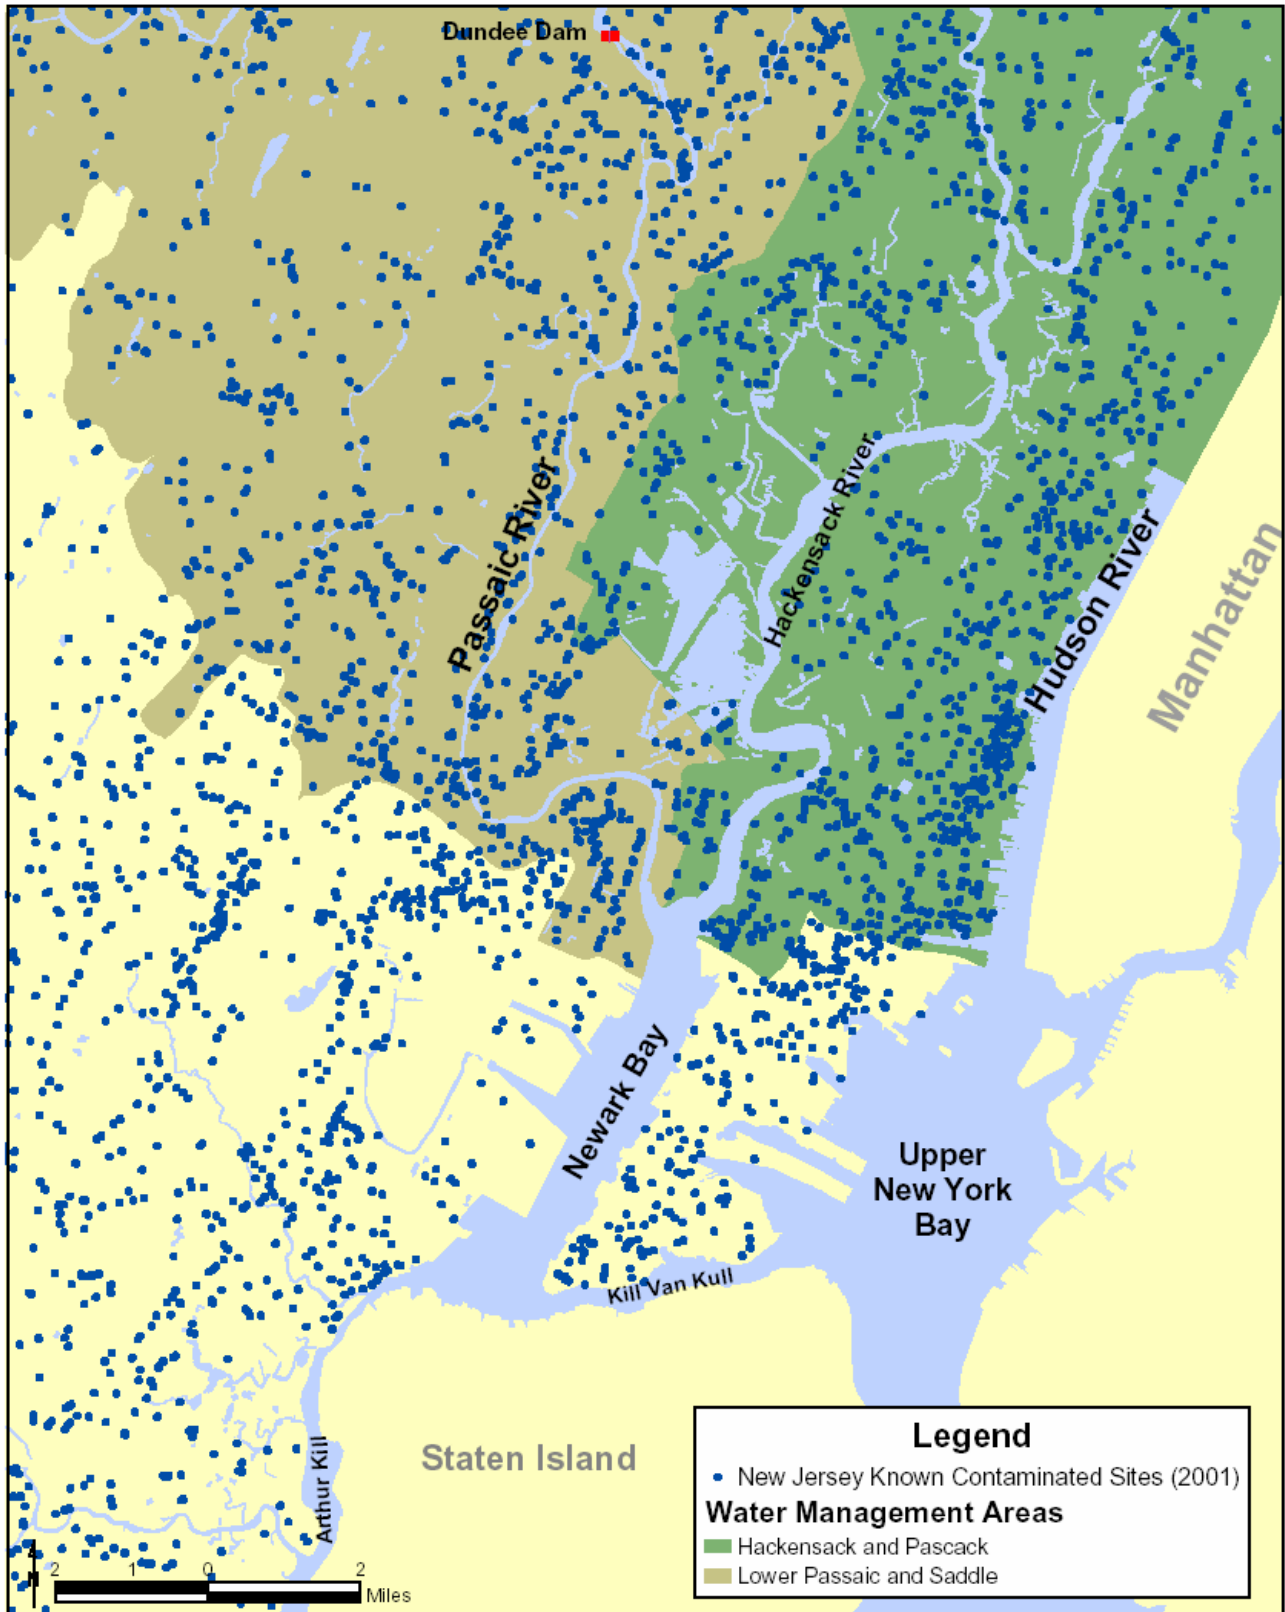 Dundee Dam
Passaic River
Hackensack River
Hudson River
Manhattan
Newark Bay
Upper
New York
Bay
Kill Van Kull
Staten Island
Arthur Kill
Legend
New Jersey Known Contaminated Sites (2001)
Water Management Areas
Hackensack and Pascack
Lower Passaic and Saddle
N
2 1 0 2
Miles